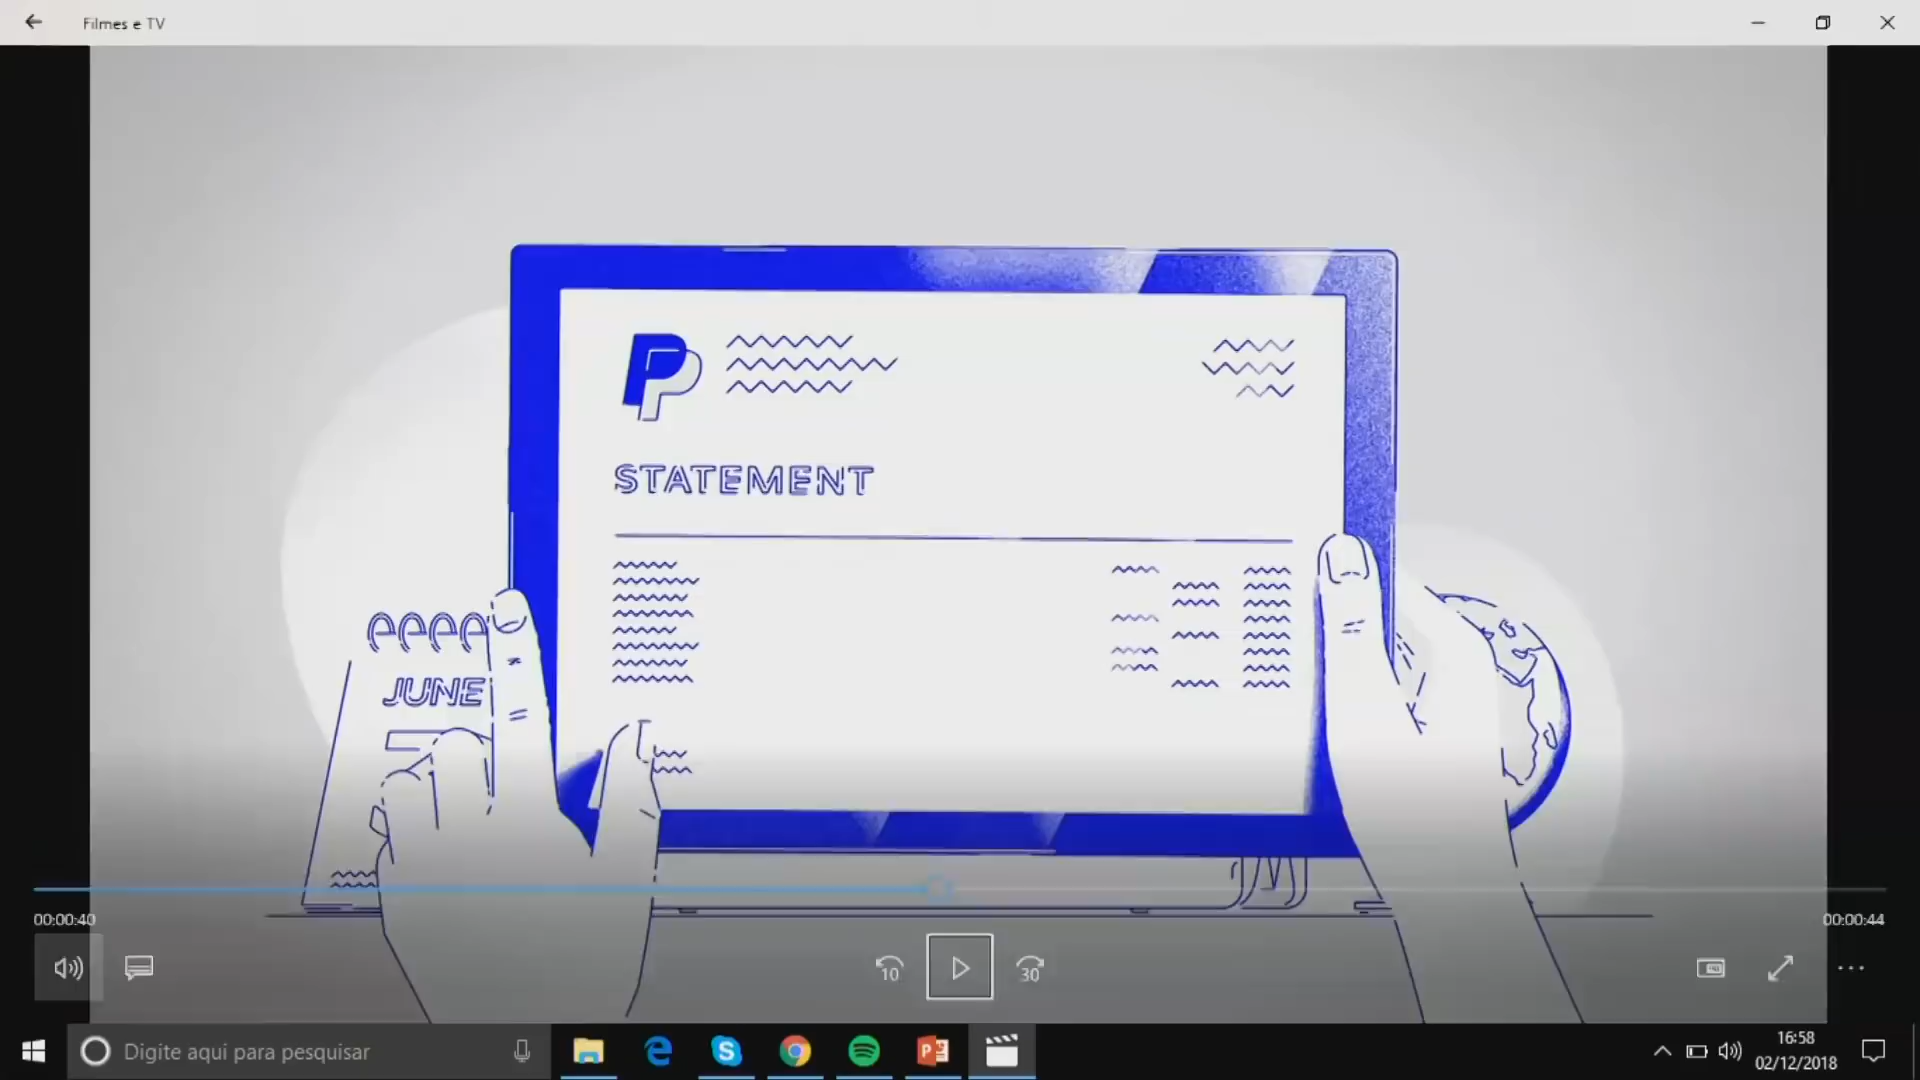 Filmes e TV
STATEMENT
JUNE
00:00:40
00:00:44
10
30
Digite aqui para pesquisar
16:58
02/12/2018